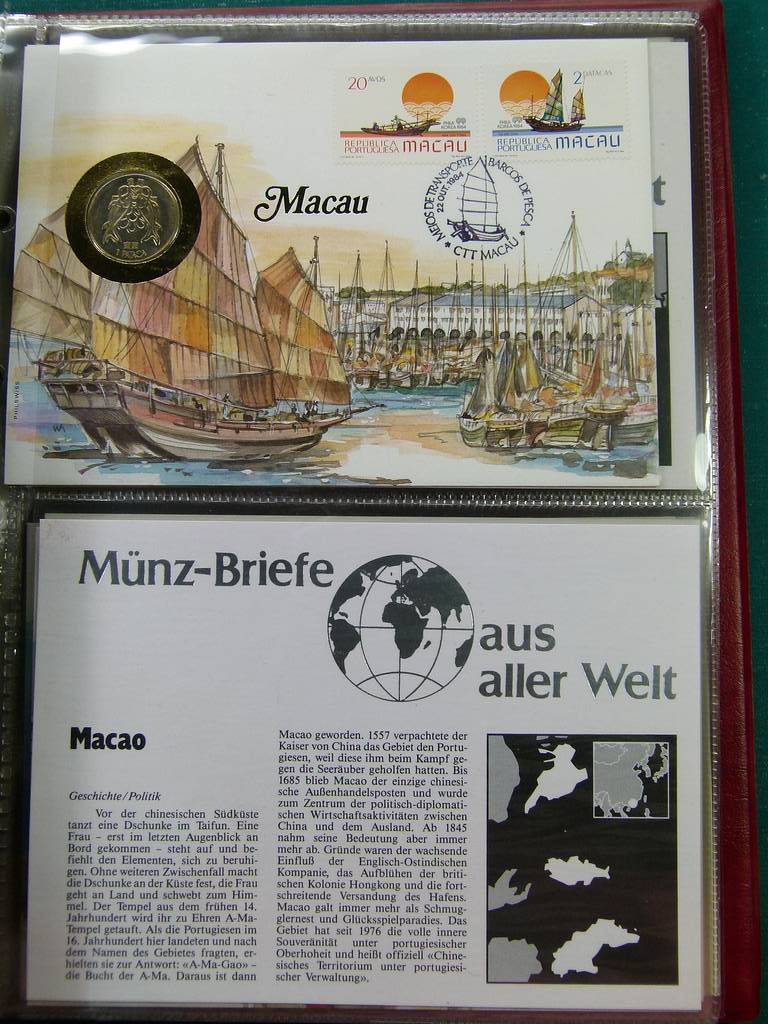 20 AVOS
REPÚBLICA
PORTUGUESA MACAU
PHILA
KOREA 1984
2 PATACAS
REPÚBLICA
PORTUGUESA MACAU
PHILA
KOREA 1984
Macau
MEIOS DE TRANSPORTE 1 BARCOS DE PESCA
22 OUT. 1984
★ CTT MACAU ★
1 PATACA
PHILSWISS
t
Münz-Briefe
aus
aller Welt
Macao
Geschichte/Politik
Vor der chinesischen Südküste
tanzt eine Dschunke im Taifun. Eine
Frau – erst im letzten Augenblick an
Bord gekommen – steht auf und be-
fiehlt den Elementen, sich zu beruhi-
gen. Ohne weiteren Zwischenfall macht
die Dschunke an der Küste fest, die Frau
geht an Land und schwebt zum Him-
mel. Der Tempel aus dem frühen 14.
Jahrhundert wird ihr zu Ehren A-Ma-
Tempel getauft. Als die Portugiesen im
16. Jahrhundert hier landeten und nach
dem Namen des Gebietes fragten, er-
hielten sie zur Antwort: «A-Ma-Gao» –
die Bucht der A-Ma. Daraus ist dann
Macao geworden. 1557 verpachtete der
Kaiser von China das Gebiet den Portu-
giesen, weil diese ihm beim Kampf ge-
gen die Seeräuber geholfen hatten. Bis
1685 blieb Macao der einzige chinesi-
sche Außenhandelsposten und wurde
zum Zentrum der politisch-diplomati-
schen Wirtschaftsaktivitäten zwischen
China und dem Ausland. Ab 1845
nahm seine Bedeutung aber immer
mehr ab. Gründe waren der wachsende
Einfluß der Englisch-Ostindischen
Kompanie, das Aufblühen der briti-
schen Kolonie Hongkong und die fort-
schreitende Versandung des Hafens.
Macao galt immer mehr als Schmug-
glernest und Glücksspielparadies. Das
Gebiet hat seit 1976 die volle innere
Souveränität unter portugiesischer
Oberhoheit und heißt offiziell «Chine-
sisches Territorium unter portugiesi-
scher Verwaltung».